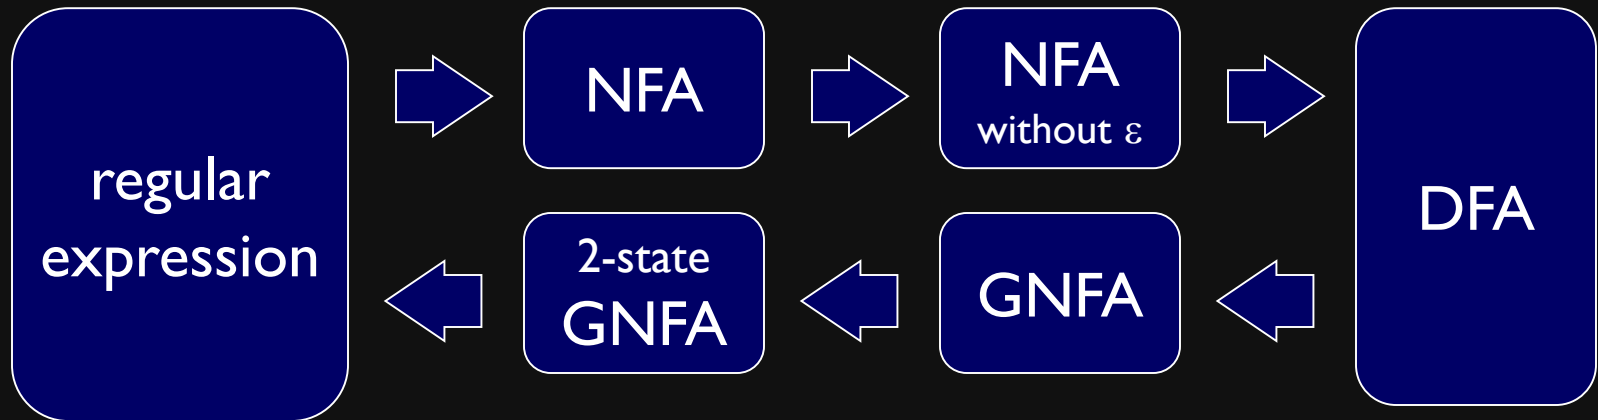 regular
expression
NFA
NFA
without ε
DFA
2-state
GNFA
GNFA